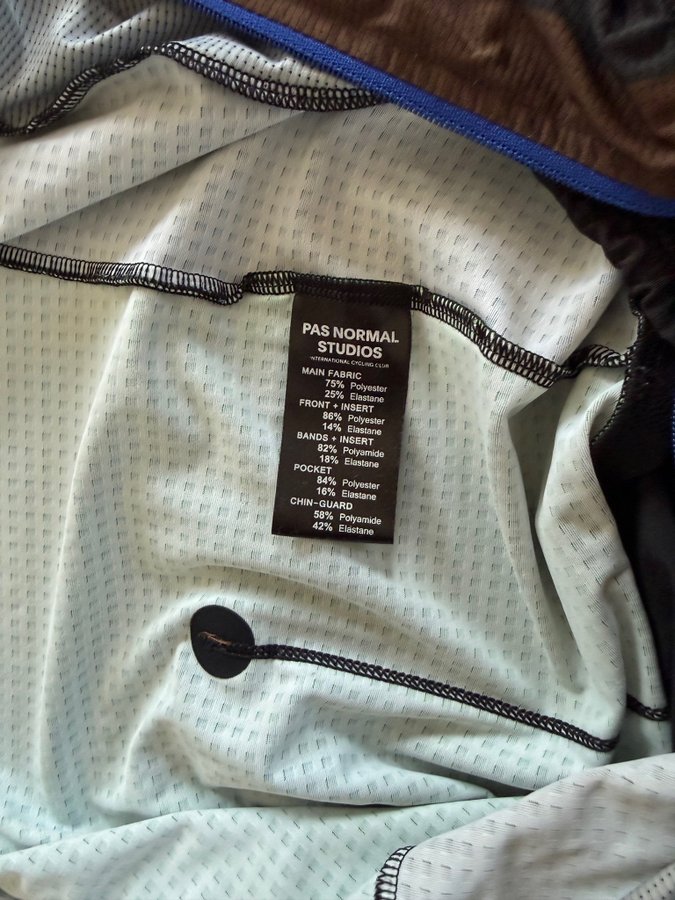 PAS NORMAL
STUDIOS
INTERNATIONAL CYCLING CLUB
MAIN FABRIC
75% Polyester
25% Elastane
FRONT + INSERT
86% Polyester
14% Elastane
BANDS + INSERT
82% Polyamide
18% Elastane
POCKET
84% Polyester
16% Elastane
CHIN-GUARD
58% Polyamide
42% Elastane